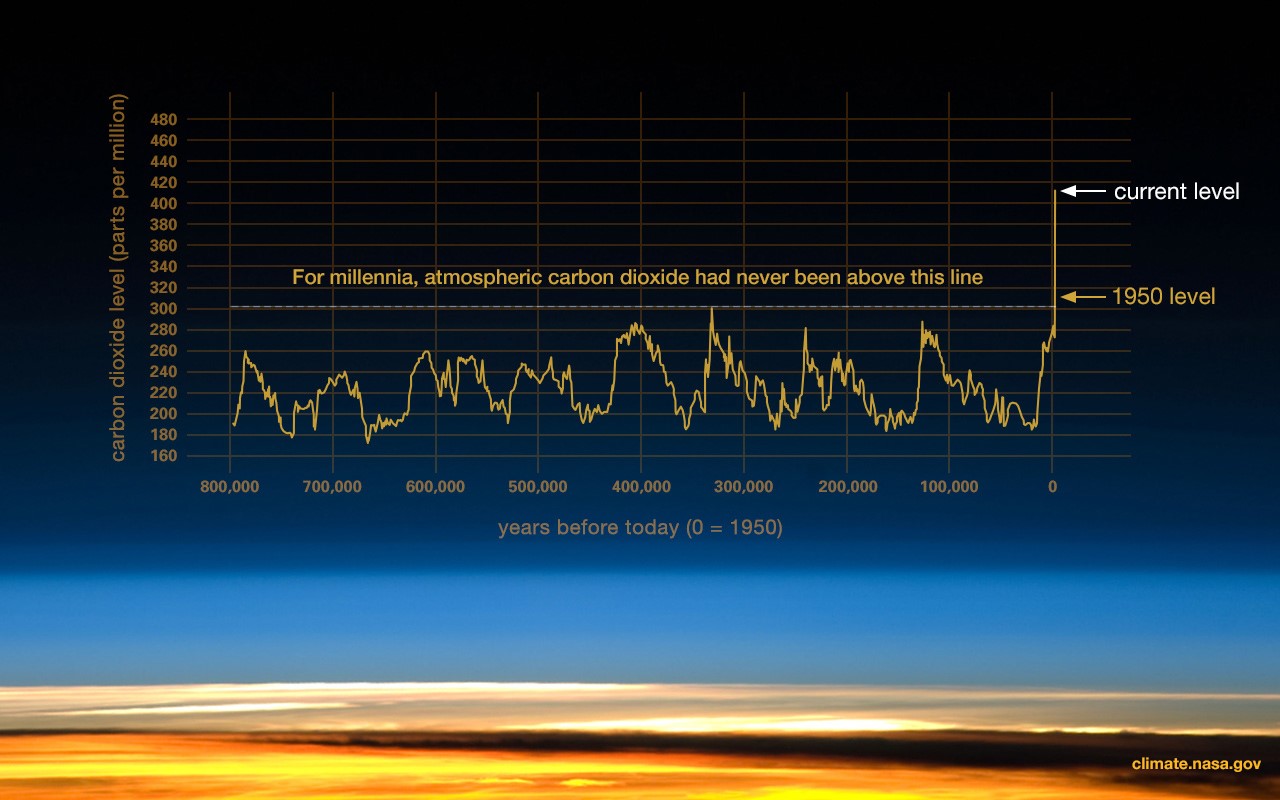 carbon dioxide level (parts per million)
480
460
440
420
400
380
360
340
320
300
280
260
240
220
200
180
160
current level
For millennia, atmospheric carbon dioxide had never been above this line
1950 level
800,000 700,000 600,000 500,000 400,000 300,000 200,000 100,000 0
years before today (0 = 1950)
climate.nasa.gov